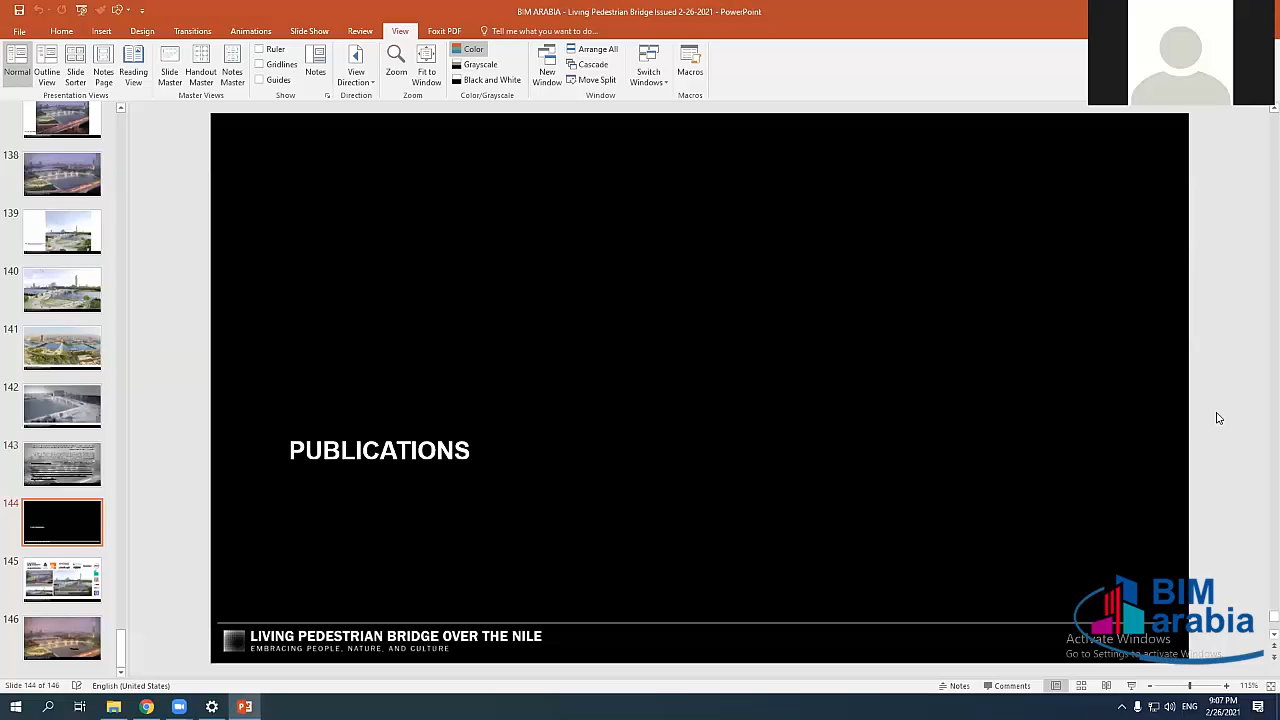 BIM ARABIA - Living Pedestrian Bridge Issued 2-26-2021 - PowerPoint
File Home Insert Design Transitions Animations Slide Show Review View Foxit PDF Tell me what you want to do...
Normal Outline View Slide Sorter Notes Page Reading View
Slide Master Handout Master Notes Master
Ruler
Gridlines
Guides
Notes
View Direction
Zoom Fit to Window
Color
Grayscale
Black and White
New Window
Arrange All
Cascade
Move Split
Switch Windows
Macros
Presentation Views Master Views Show Direction Zoom Color/Grayscale Window Macros
138
139
140
141
142
143
144
145
146
PUBLICATIONS
LIVING PEDESTRIAN BRIDGE OVER THE NILE
EMBRACING PEOPLE, NATURE, AND CULTURE
BIM
arabia
Activate Windows
Go to Settings to activate Windows.
Slide 144 of 146 English (United States) Notes Comments 115%
ENG 9:07 PM
2/26/2021